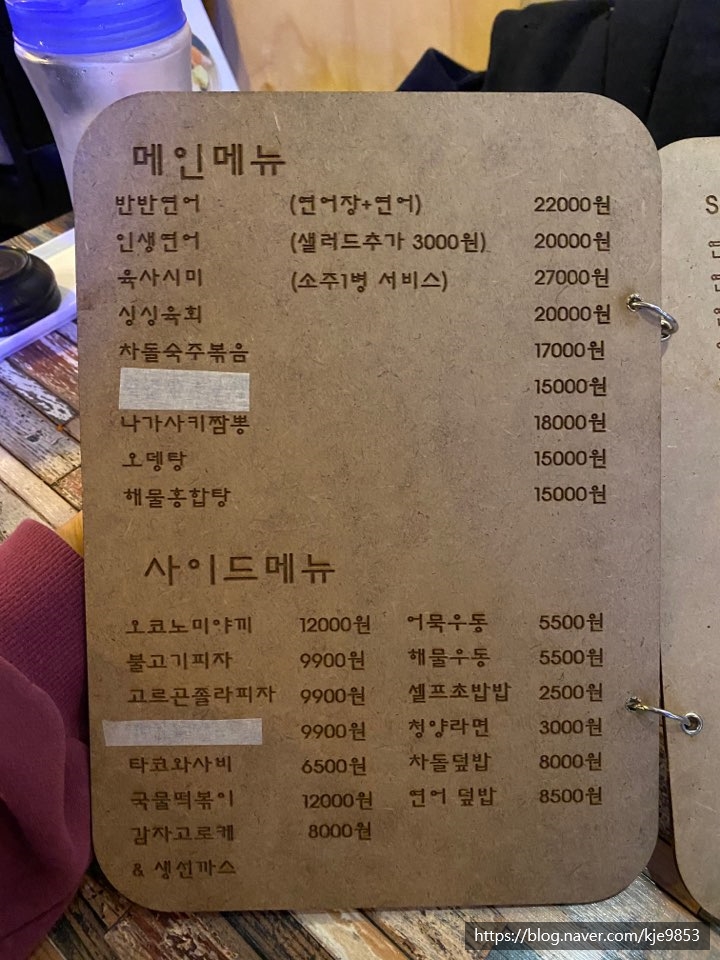 메인메뉴
반반연어 (연어장+연어) 22000원
인생연어 (샐러드추가 3000원) 20000원
육사시미 (소주1병 서비스) 27000원
싱싱육회 20000원
차돌숙주볶음 17000원
15000원
나가사키짬뽕 18000원
오뎅탕 15000원
해물홍합탕 15000원
사이드메뉴
오코노미야끼 12000원 어묵우동 5500원
불고기피자 9900원 해물우동 5500원
고르곤졸라피자 9900원 셀프초밥밥 2500원
9900원 청양라면 3000원
타코와사비 6500원 차돌덮밥 8000원
국물떡볶이 12000원 연어 덮밥 8500원
감자고로케 8000원
& 생선까스
S
https://blog.naver.com/kje9853